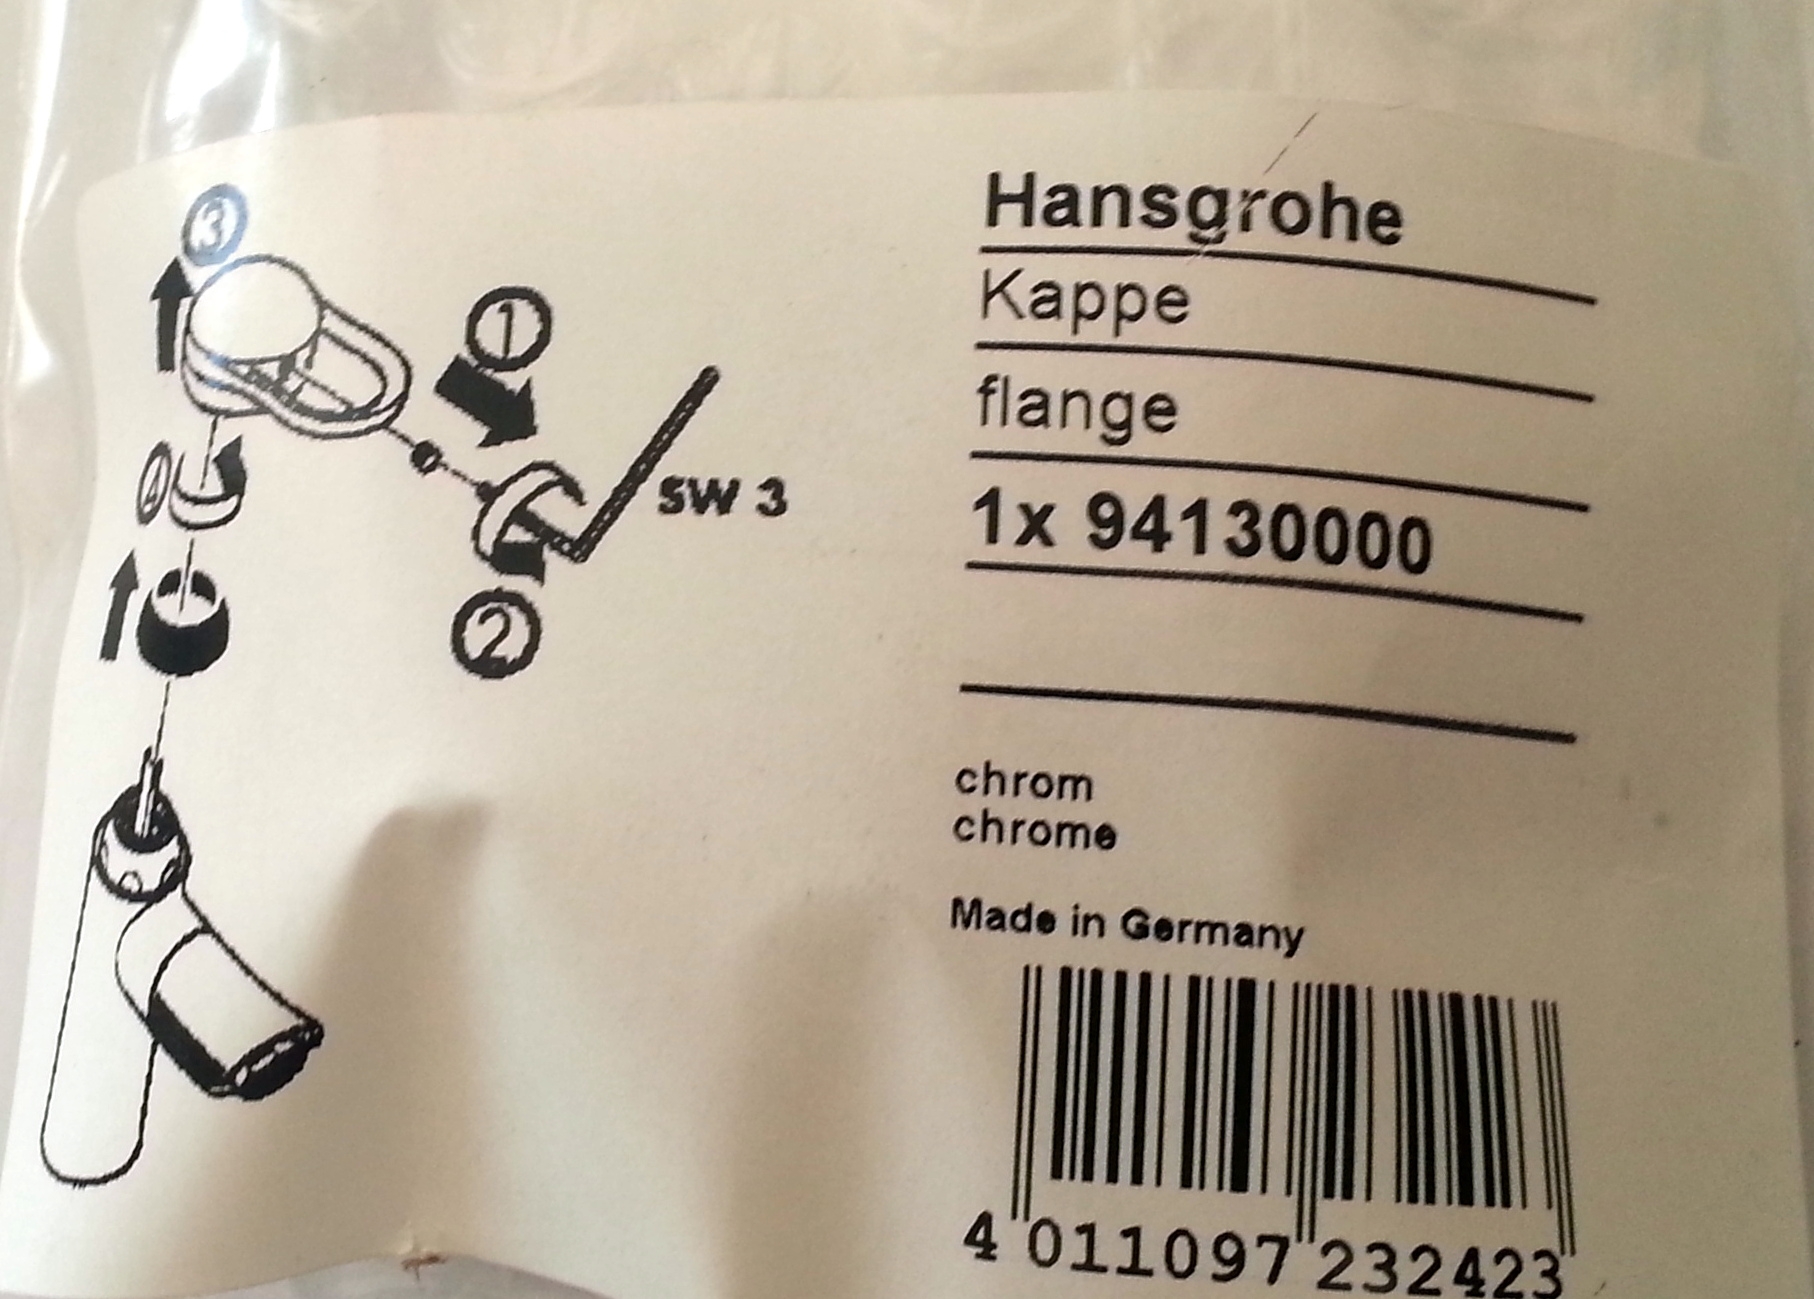 Hansgrohe
Kappe
flange
1x 94130000
chrom
chrome
Made in Germany
4 011097 232423
3
1
SW 3
4
2